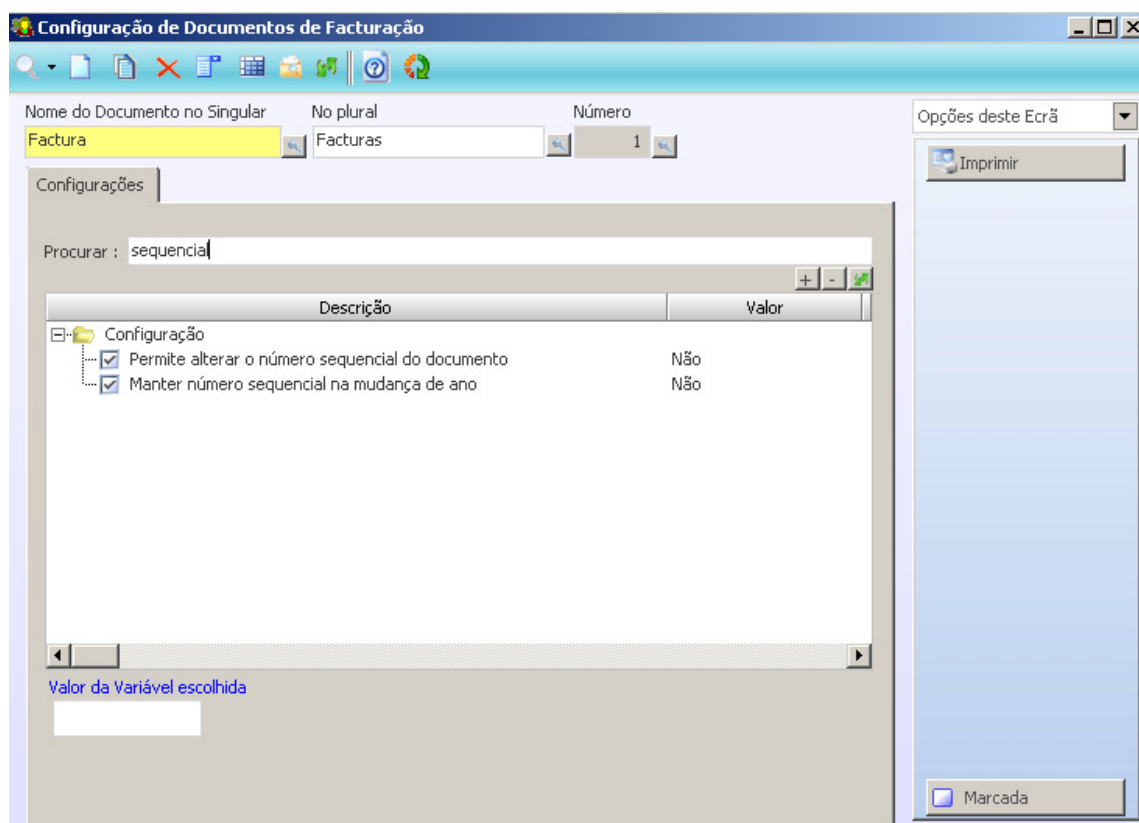 Configuração de Documentos de Facturação
Nome do Documento no Singular No plural Número
Factura Facturas 1
Opções deste Ecrã
Imprimir
Configurações
Procurar : sequencial
+ -
Descrição Valor
Configuração
Permite alterar o número sequencial do documento Não
Manter número sequencial na mudança de ano Não
Valor da Variável escolhida
Marcada